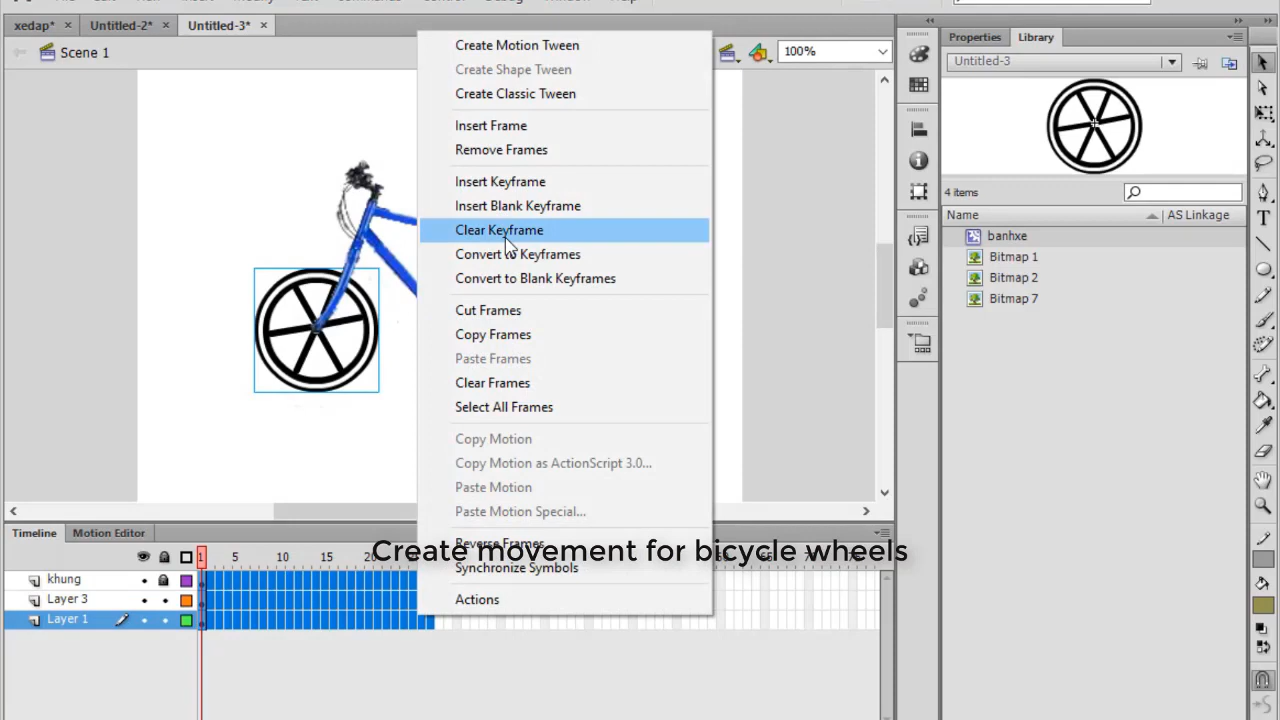 xedap* ×
Untitled-2* ×
Untitled-3* ×
Scene 1
100%
Create Motion Tween
Create Shape Tween
Create Classic Tween
Insert Frame
Remove Frames
Insert Keyframe
Insert Blank Keyframe
Clear Keyframe
Convert to Keyframes
Convert to Blank Keyframes
Cut Frames
Copy Frames
Paste Frames
Clear Frames
Select All Frames
Copy Motion
Copy Motion as ActionScript 3.0...
Paste Motion
Paste Motion Special...
Reverse Frames
Synchronize Symbols
Actions
Properties Library
Untitled-3
4 items
Name AS Linkage
banhxe
Bitmap 1
Bitmap 2
Bitmap 7
Timeline Motion Editor
1 5 10 15
khung
Layer 3
Layer 1
Create movement for bicycle wheels